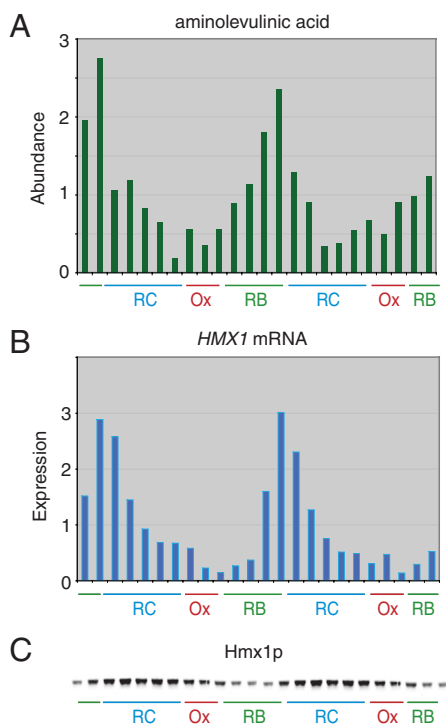 A
aminolevulinic acid
3
2
1
0
Abundance
RC Ox RB RC Ox RB
B
HMX1 mRNA
3
2
1
0
Expression
RC Ox RB RC Ox RB
C
Hmx1p
RC Ox RB RC Ox RB